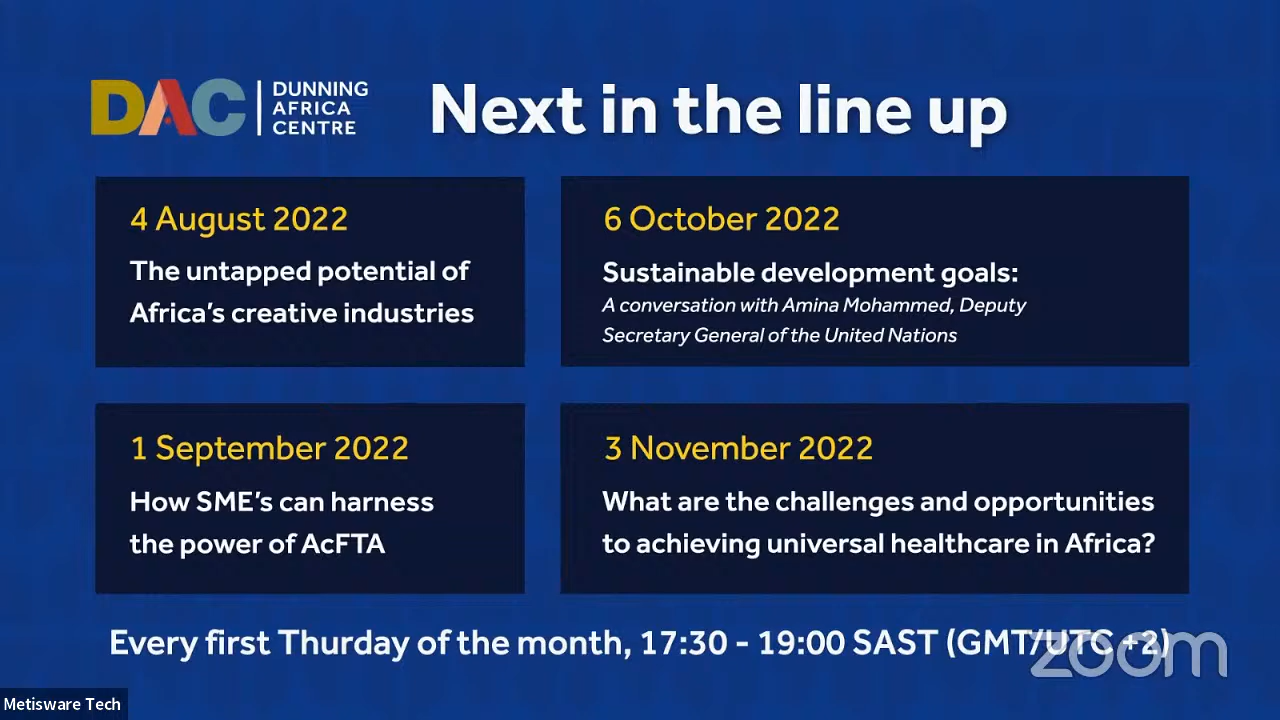 DAC
DUNNING
AFRICA
CENTRE
Next in the line up
4 August 2022
The untapped potential of
Africa's creative industries
6 October 2022
Sustainable development goals:
A conversation with Amina Mohammed, Deputy
Secretary General of the United Nations
1 September 2022
How SME's can harness
the power of AcFTA
3 November 2022
What are the challenges and opportunities
to achieving universal healthcare in Africa?
Every first Thurday of the month, 17:30 - 19:00 SAST (GMT/UTC +2)
zoom
Metisware Tech